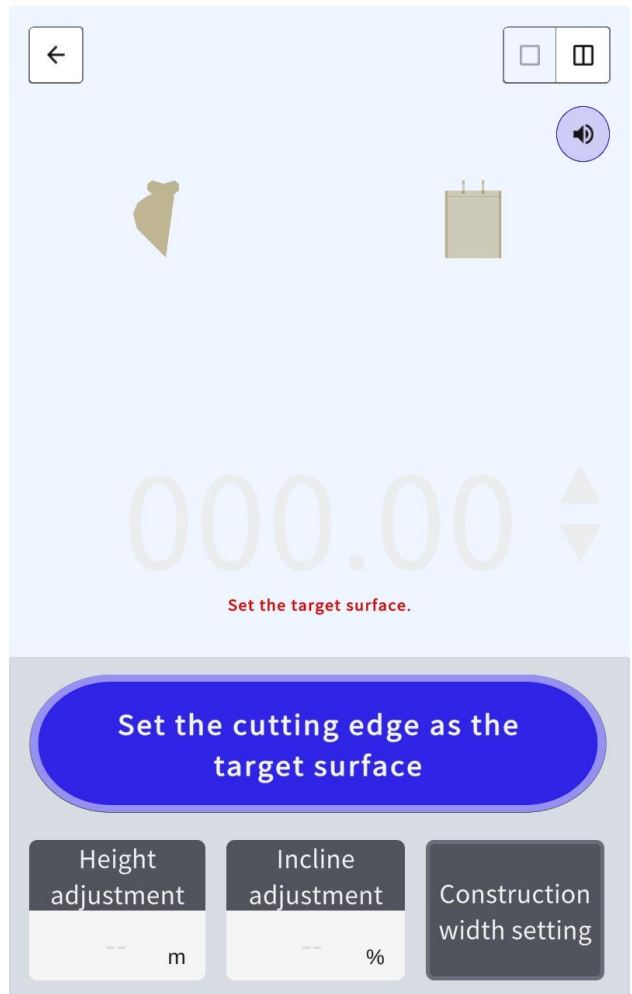 000.00
Set the target surface.
Set the cutting edge as the
target surface
Height
adjustment
-- m
Incline
adjustment
-- %
Construction
width setting